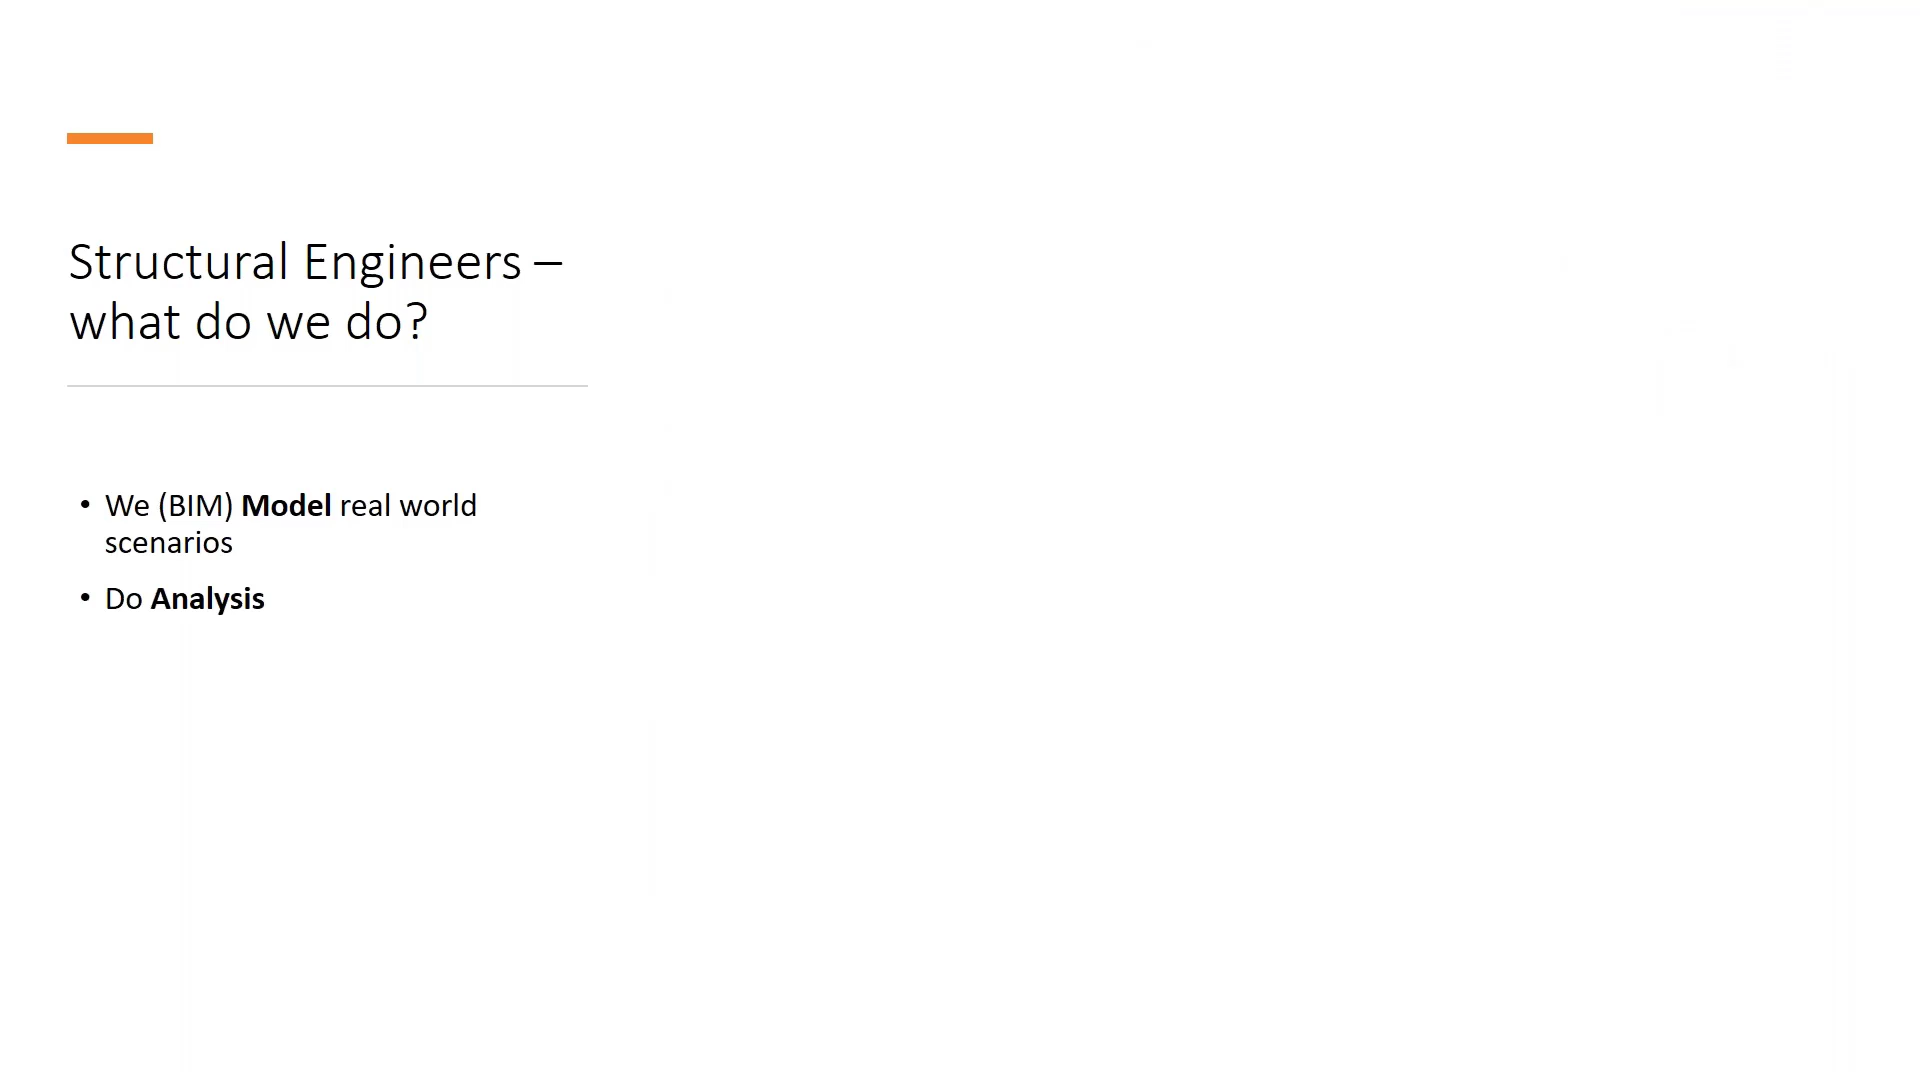 Structural Engineers –
what do we do?
• We (BIM) Model real world
scenarios
• Do Analysis